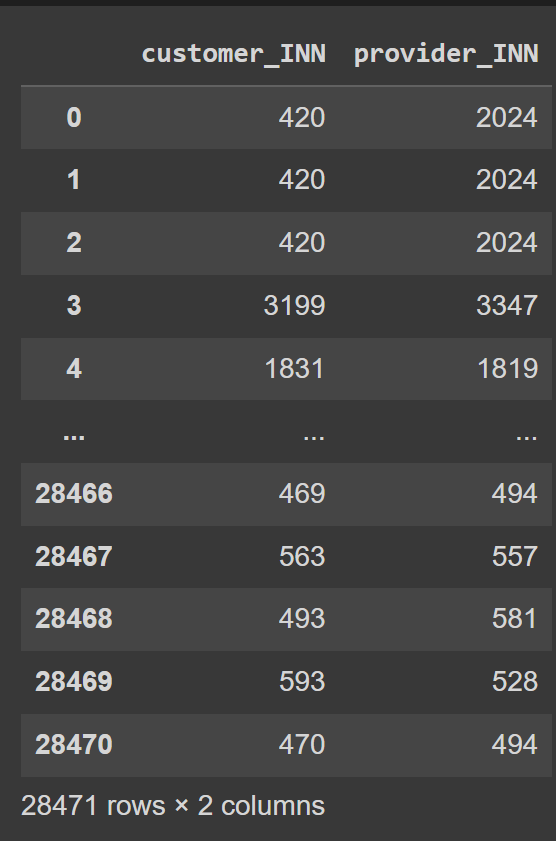 customer_INN provider_INN
0 420 2024
1 420 2024
2 420 2024
3 3199 3347
4 1831 1819
... ... ...
28466 469 494
28467 563 557
28468 493 581
28469 593 528
28470 470 494
28471 rows × 2 columns